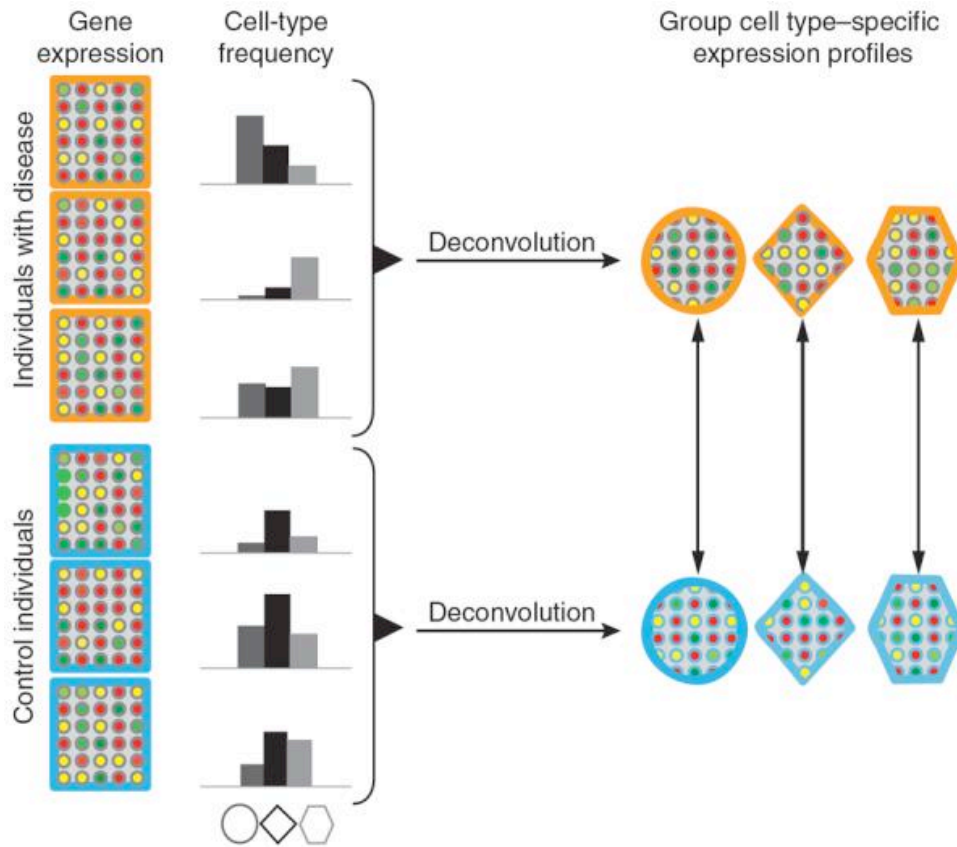 Gene
expression
Cell-type
frequency
Group cell type–specific
expression profiles
Individuals with disease
Deconvolution
Control individuals
Deconvolution